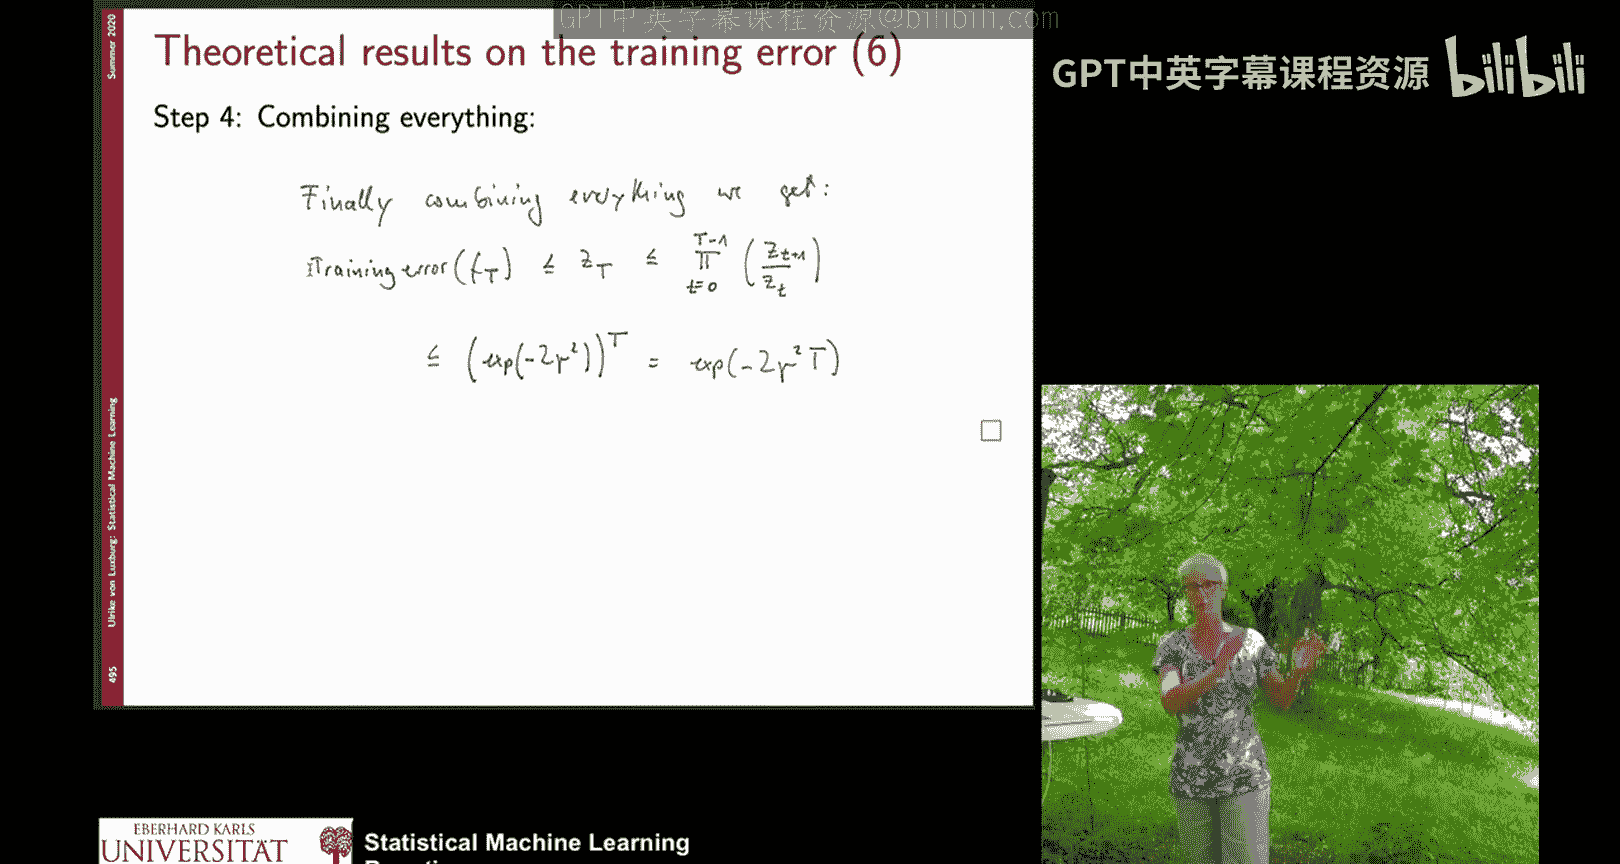 GPT中英字幕课程资源@bilibili.com
GPT中英字幕课程资源 bilibili
Summer 2020
Ulrike von Luxburg: Statistical Machine Learning
495
Theoretical results on the training error (6)
Step 4: Combining everything:
Finally combining everything we get:
Training error(f_T) ≤ Z_T ≤ ∏_{t=0}^{T-1} (Z_{t+1}/Z_t)
≤ (exp(-2γ²))^T = exp(-2γ²T)
□
EBERHARD KARLS
UNIVERSITÄT
Statistical Machine Learning